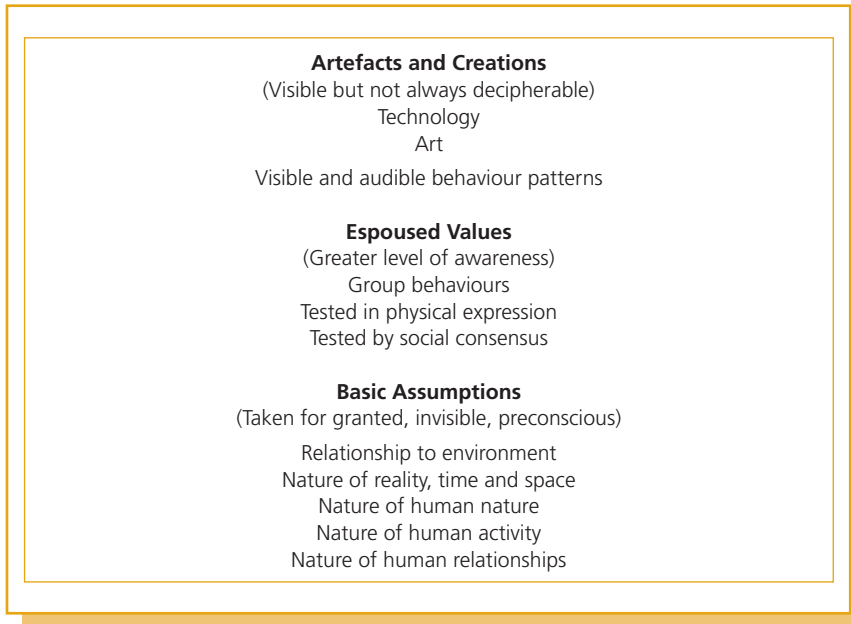 Artefacts and Creations
(Visible but not always decipherable)
Technology
Art
Visible and audible behaviour patterns
Espoused Values
(Greater level of awareness)
Group behaviours
Tested in physical expression
Tested by social consensus
Basic Assumptions
(Taken for granted, invisible, preconscious)
Relationship to environment
Nature of reality, time and space
Nature of human nature
Nature of human activity
Nature of human relationships